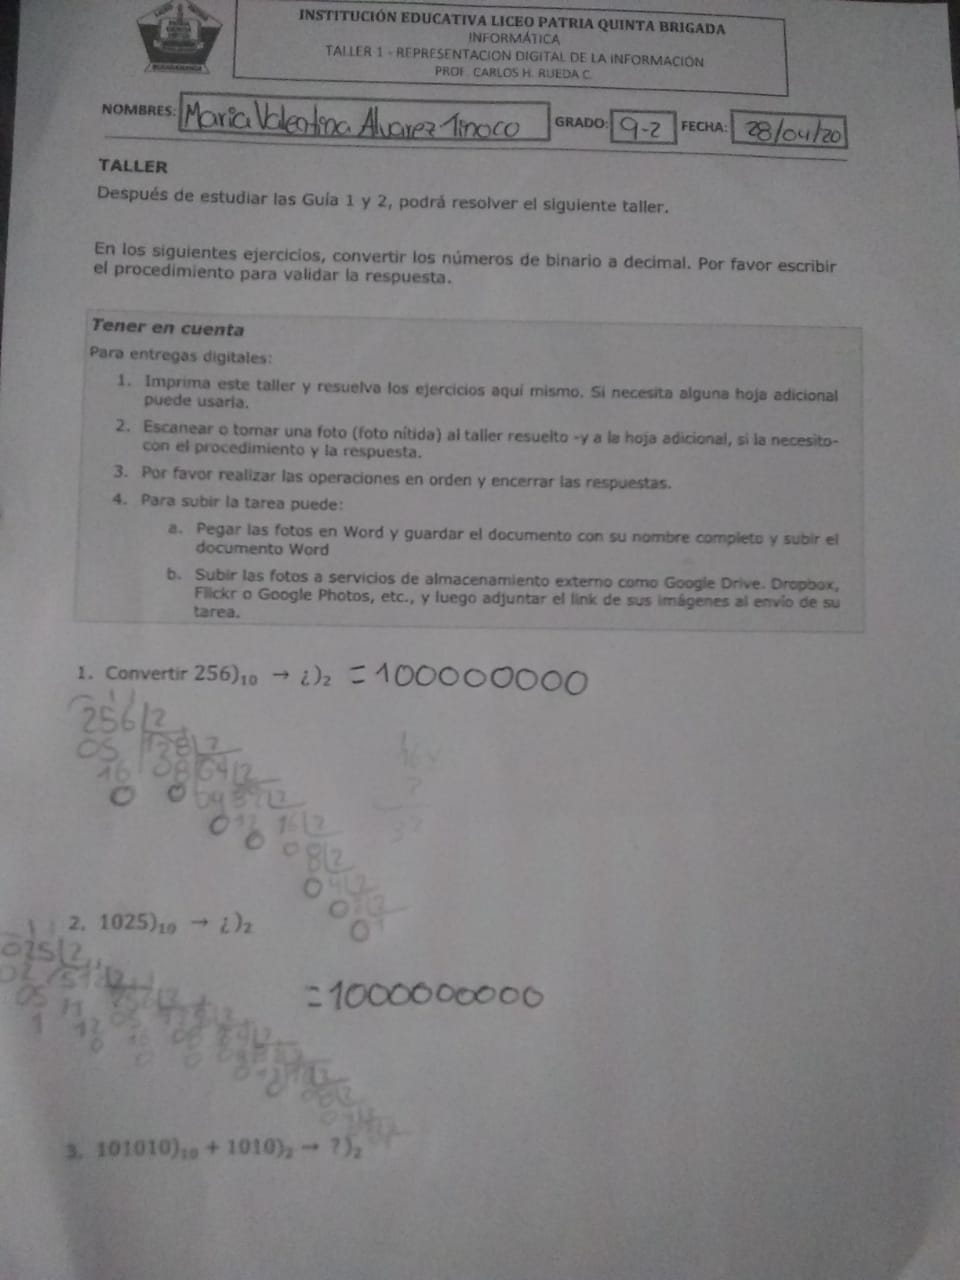 INSTITUCIÓN EDUCATIVA LICEO PATRIA QUINTA BRIGADA
INFORMÁTICA
TALLER 1 - REPRESENTACION DIGITAL DE LA INFORMACIÓN
PROF. CARLOS H. RUEDA C.
NOMBRES: Maria Valentina Alvarez Tinoco GRADO: 9-2 FECHA: 28/04/20
TALLER
Después de estudiar las Guía 1 y 2, podrá resolver el siguiente taller.
En los siguientes ejercicios, convertir los números de binario a decimal. Por favor escribir
el procedimiento para validar la respuesta.
Tener en cuenta
Para entregas digitales:
1. Imprima este taller y resuelva los ejercicios aquí mismo. Si necesita alguna hoja adicional
puede usarla.
2. Escanear o tomar una foto (foto nítida) al taller resuelto -y a la hoja adicional, si la necesito-
con el procedimiento y la respuesta.
3. Por favor realizar las operaciones en orden y encerrar las respuestas.
4. Para subir la tarea puede:
a. Pegar las fotos en Word y guardar el documento con su nombre completo y subir el
documento Word
b. Subir las fotos a servicios de almacenamiento externo como Google Drive. Dropbox,
Flickr o Google Photos, etc., y luego adjuntar el link de sus imágenes al envío de su
tarea.
1. Convertir 256)₁₀ → ¿)₂ = 100000000
256 2
05 128 2
16 08 64 2
0 0
2. 1025)₁₀ → ¿)₂
= 1000000000
3. 101010)₁₀ + 1010)₂ → ?)₂